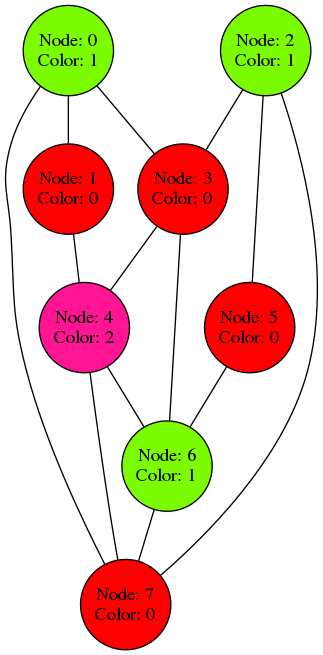 Node: 0
Color: 1
Node: 2
Color: 1
Node: 1
Color: 0
Node: 3
Color: 0
Node: 4
Color: 2
Node: 5
Color: 0
Node: 6
Color: 1
Node: 7
Color: 0